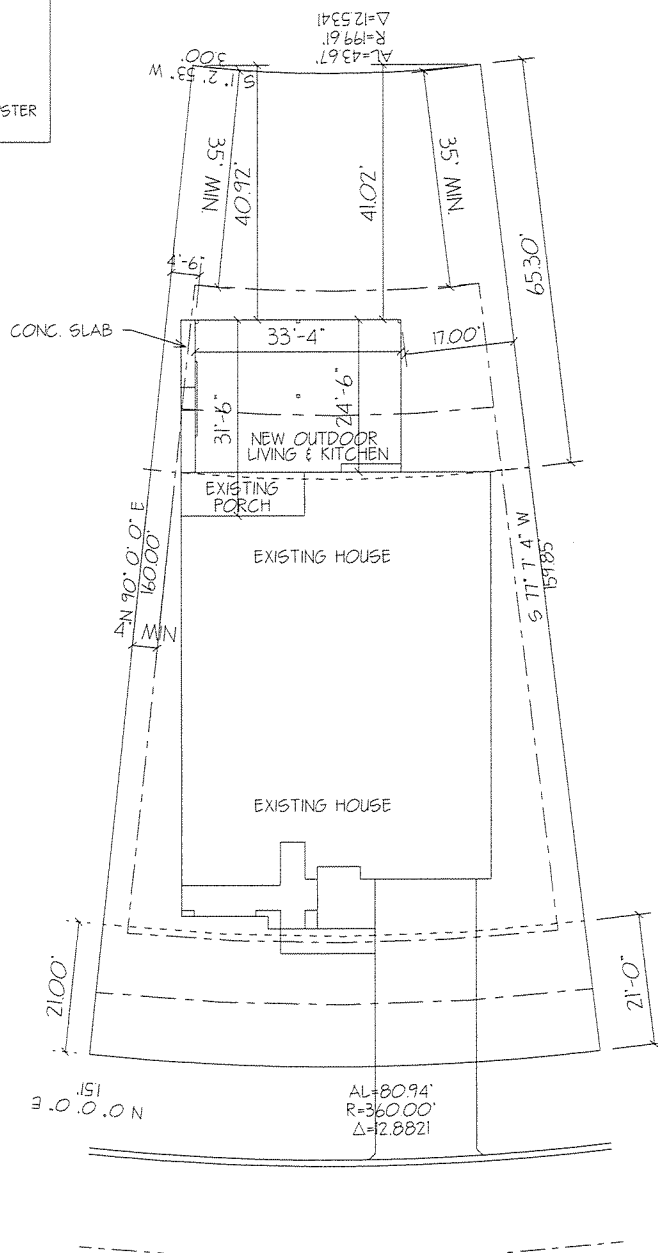 Δ=12.5341
R=199.61'
AL=43.67'
3.00'
S 1° 2' 53" W
STER
35' MIN.
40.92'
41.02'
35' MIN.
65.30'
4'-6"
CONC. SLAB
33'-4"
17.00'
31'-6"
24'-6"
NEW OUTDOOR
LIVING & KITCHEN
EXISTING
PORCH
EXISTING HOUSE
N 90° 0' 0" E
160.00'
S 77° 7' 4" W
159.85'
4' MIN
EXISTING HOUSE
21.00'
21'-0"
1.51'
N 0° 0' 0" E
AL=80.94'
R=360.00'
Δ=12.8821